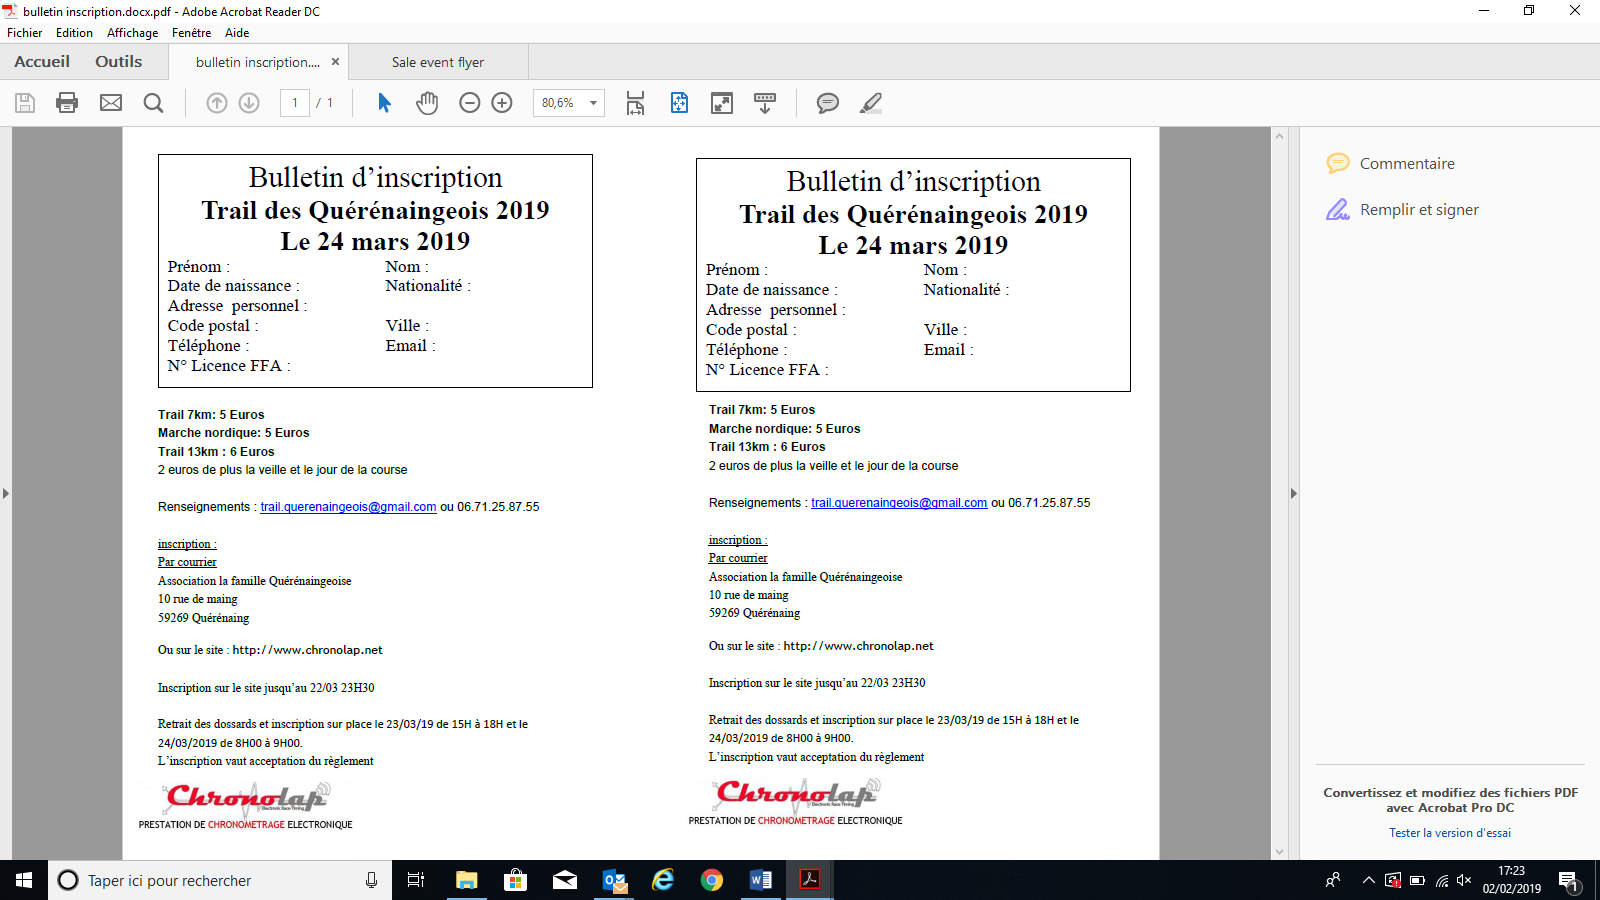 bulletin inscription.docx.pdf - Adobe Acrobat Reader DC
Fichier Edition Affichage Fenêtre Aide
Accueil Outils bulletin inscription.... × Sale event flyer
1 / 1 80,6%
Bulletin d’inscription
Trail des Quérénaingeois 2019
Le 24 mars 2019
Prénom : Nom :
Date de naissance : Nationalité :
Adresse  personnel :
Code postal : Ville :
Téléphone : Email :
N° Licence FFA :
Trail 7km: 5 Euros
Marche nordique: 5 Euros
Trail 13km : 6 Euros
2 euros de plus la veille et le jour de la course
Renseignements : trail.querenaingeois@gmail.com ou 06.71.25.87.55
inscription :
Par courrier
Association la famille Quérénaingeoise
10 rue de maing
59269 Quérénaing
Ou sur le site : http://www.chronolap.net
Inscription sur le site jusqu’au 22/03 23H30
Retrait des dossards et inscription sur place le 23/03/19 de 15H à 18H et le
24/03/2019 de 8H00 à 9H00.
L’inscription vaut acceptation du règlement
Chronolap
Electronic Race Timing
PRESTATION DE CHRONOMETRAGE ELECTRONIQUE
Bulletin d’inscription
Trail des Quérénaingeois 2019
Le 24 mars 2019
Prénom : Nom :
Date de naissance : Nationalité :
Adresse  personnel :
Code postal : Ville :
Téléphone : Email :
N° Licence FFA :
Trail 7km: 5 Euros
Marche nordique: 5 Euros
Trail 13km : 6 Euros
2 euros de plus la veille et le jour de la course
Renseignements : trail.querenaingeois@gmail.com ou 06.71.25.87.55
inscription :
Par courrier
Association la famille Quérénaingeoise
10 rue de maing
59269 Quérénaing
Ou sur le site : http://www.chronolap.net
Inscription sur le site jusqu’au 22/03 23H30
Retrait des dossards et inscription sur place le 23/03/19 de 15H à 18H et le
24/03/2019 de 8H00 à 9H00.
L’inscription vaut acceptation du règlement
Chronolap
Electronic Race Timing
PRESTATION DE CHRONOMETRAGE ELECTRONIQUE
Commentaire
Remplir et signer
Convertissez et modifiez des fichiers PDF
avec Acrobat Pro DC
Tester la version d'essai
Taper ici pour rechercher
17:23
02/02/2019
1